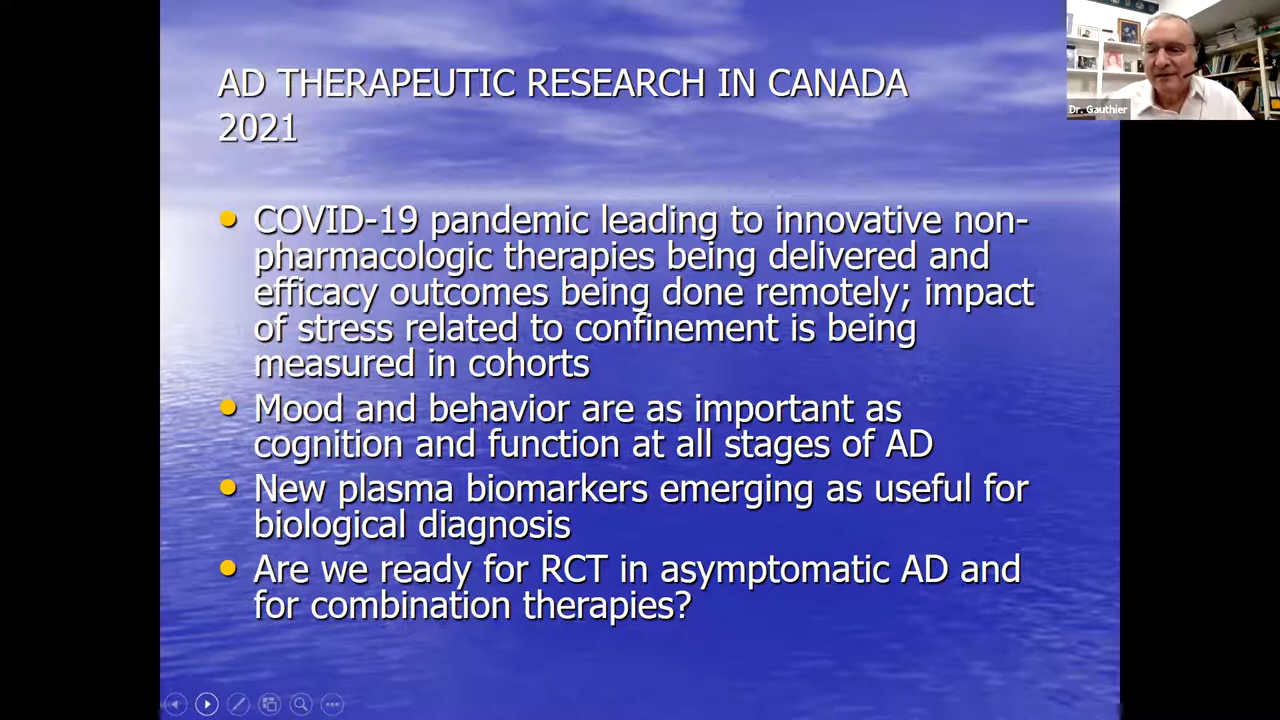 AD THERAPEUTIC RESEARCH IN CANADA
2021
COVID-19 pandemic leading to innovative non-
pharmacologic therapies being delivered and
efficacy outcomes being done remotely; impact
of stress related to confinement is being
measured in cohorts
Mood and behavior are as important as
cognition and function at all stages of AD
New plasma biomarkers emerging as useful for
biological diagnosis
Are we ready for RCT in asymptomatic AD and
for combination therapies?
Dr. Gauthier